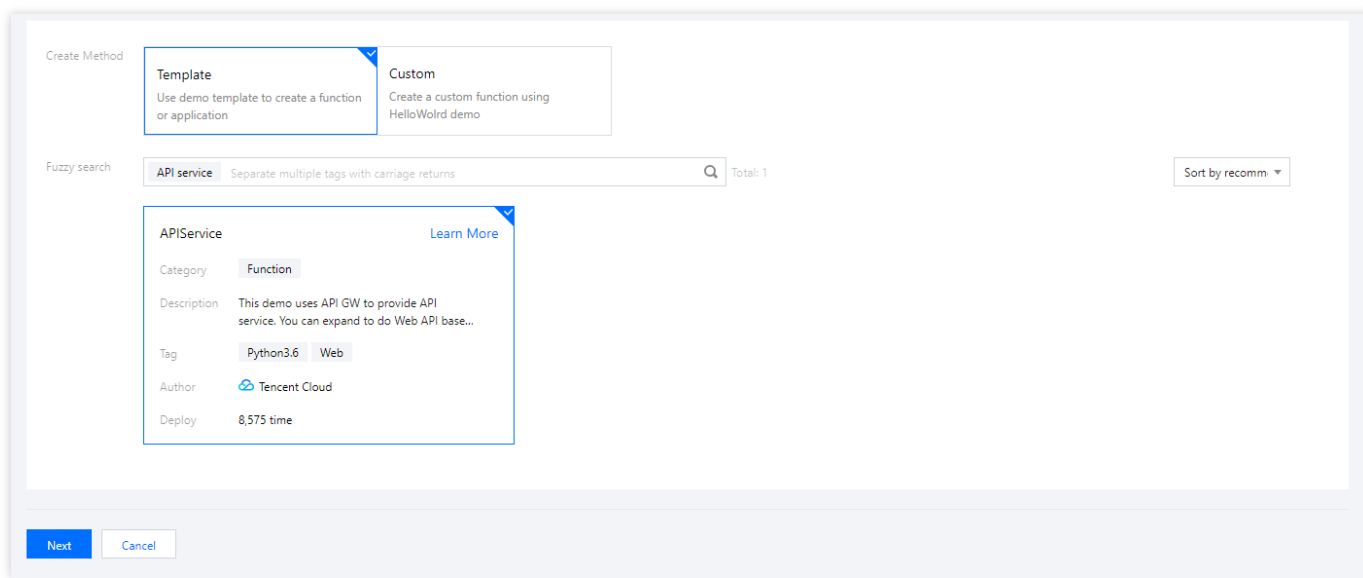 Create Method
Template
Use demo template to create a function
or application
Custom
Create a custom function using
HelloWolrd demo
Fuzzy search
API service
Separate multiple tags with carriage returns
Total: 1
Sort by recomm
APIService
Learn More
Category
Function
Description
This demo uses API GW to provide API
service. You can expand to do Web API base...
Tag
Python3.6
Web
Author
Tencent Cloud
Deploy
8,575 time
Next
Cancel